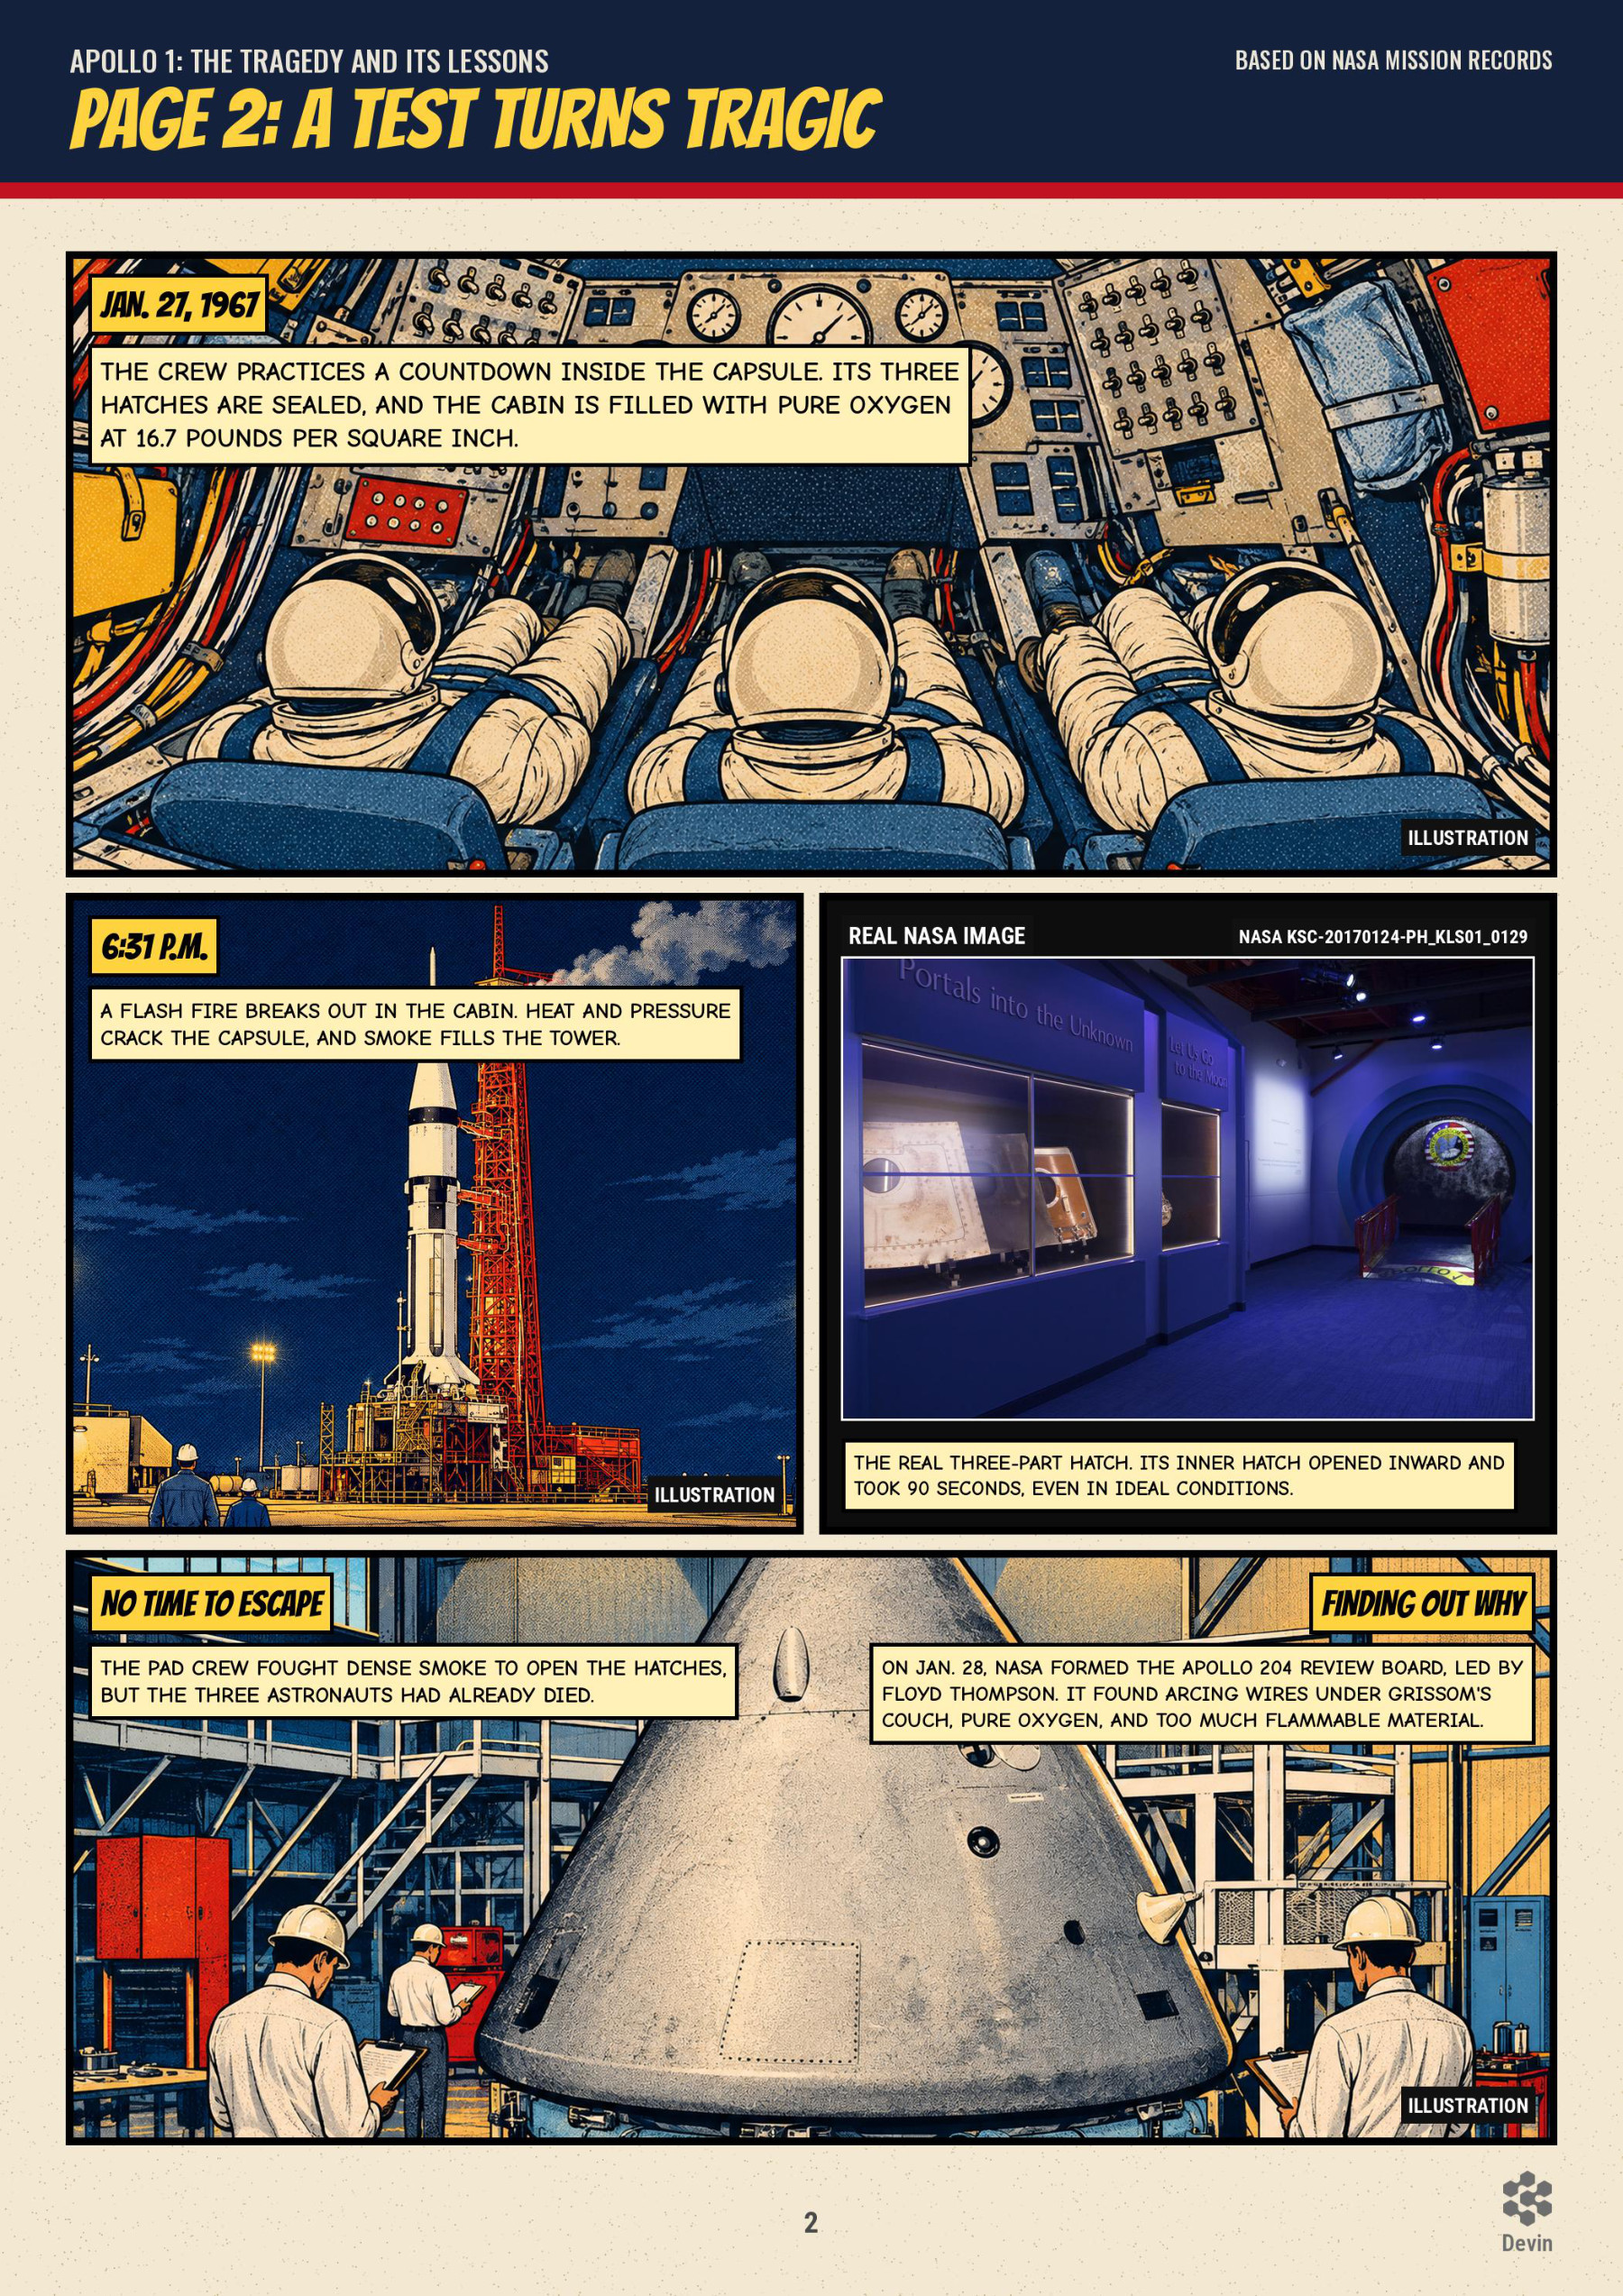 APOLLO 1: THE TRAGEDY AND ITS LESSONS
BASED ON NASA MISSION RECORDS
PAGE 2: A TEST TURNS TRAGIC
JAN. 27, 1967
THE CREW PRACTICES A COUNTDOWN INSIDE THE CAPSULE. ITS THREE
HATCHES ARE SEALED, AND THE CABIN IS FILLED WITH PURE OXYGEN
AT 16.7 POUNDS PER SQUARE INCH.
ILLUSTRATION
6:31 P.M.
A FLASH FIRE BREAKS OUT IN THE CABIN. HEAT AND PRESSURE
CRACK THE CAPSULE, AND SMOKE FILLS THE TOWER.
ILLUSTRATION
REAL NASA IMAGE
NASA KSC-20170124-PH_KLS01_0129
Portals into the Unknown
Let Us Go
to the Moon
APOLLO 1
THE REAL THREE-PART HATCH. ITS INNER HATCH OPENED INWARD AND
TOOK 90 SECONDS, EVEN IN IDEAL CONDITIONS.
NO TIME TO ESCAPE
THE PAD CREW FOUGHT DENSE SMOKE TO OPEN THE HATCHES,
BUT THE THREE ASTRONAUTS HAD ALREADY DIED.
FINDING OUT WHY
ON JAN. 28, NASA FORMED THE APOLLO 204 REVIEW BOARD, LED BY
FLOYD THOMPSON. IT FOUND ARCING WIRES UNDER GRISSOM'S
COUCH, PURE OXYGEN, AND TOO MUCH FLAMMABLE MATERIAL.
ILLUSTRATION
2
Devin